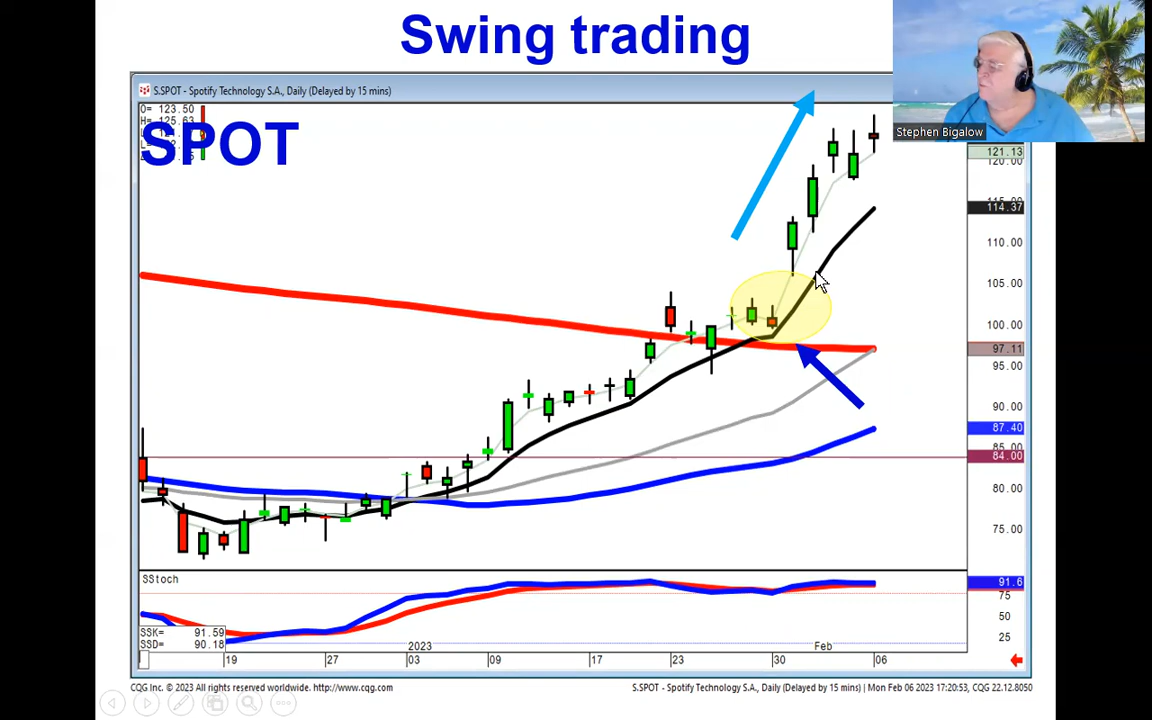 Swing trading
Stephen Bigalow
S.SPOT - Spotify Technology S.A., Daily (Delayed by 15 mins)
O= 123.50
H= 125.63
SPOT
121.13
120.00
114.37
110.00
105.00
100.00
97.11
95.00
90.00
87.40
85.00
84.00
80.00
75.00
SStoch
91.6
75
50
25
SSK= 91.59
SSD= 90.18
2023
Feb
19
27
03
09
17
23
30
06
CQG Inc. © 2023 All rights reserved worldwide. http://www.cqg.com
S.SPOT - Spotify Technology S.A., Daily (Delayed by 15 mins) | Mon Feb 06 2023 17:20:53, CQG 22.12.8050